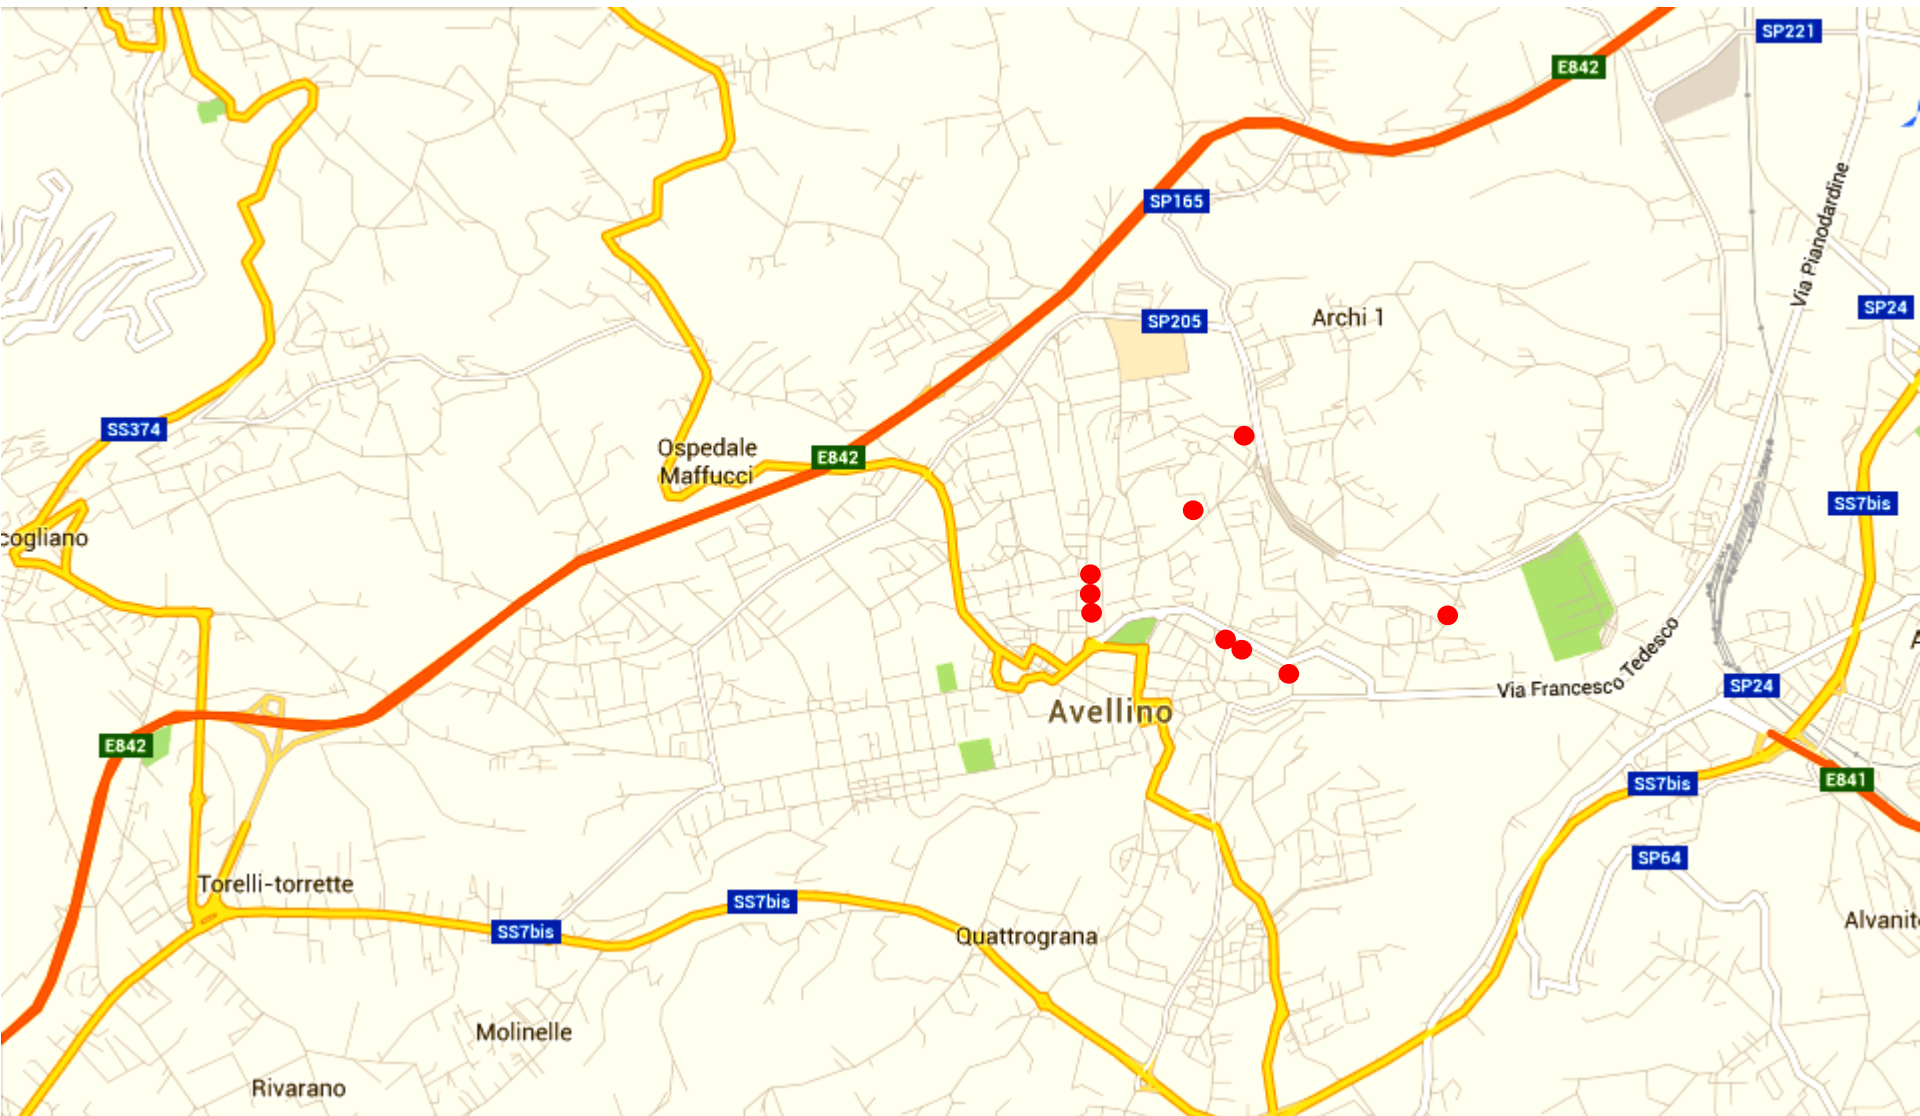 SP221
E842
Via Pianodardine
SP165
SP24
SP205
Archi 1
SS374
Ospedale
Maffucci
E842
SS7bis
cogliano
Via Francesco Tedesco
SP24
Avellino
E842
E841
SS7bis
SP64
Torelli-torrette
SS7bis
SS7bis
Alvanit
Quattrograna
Molinelle
Rivarano